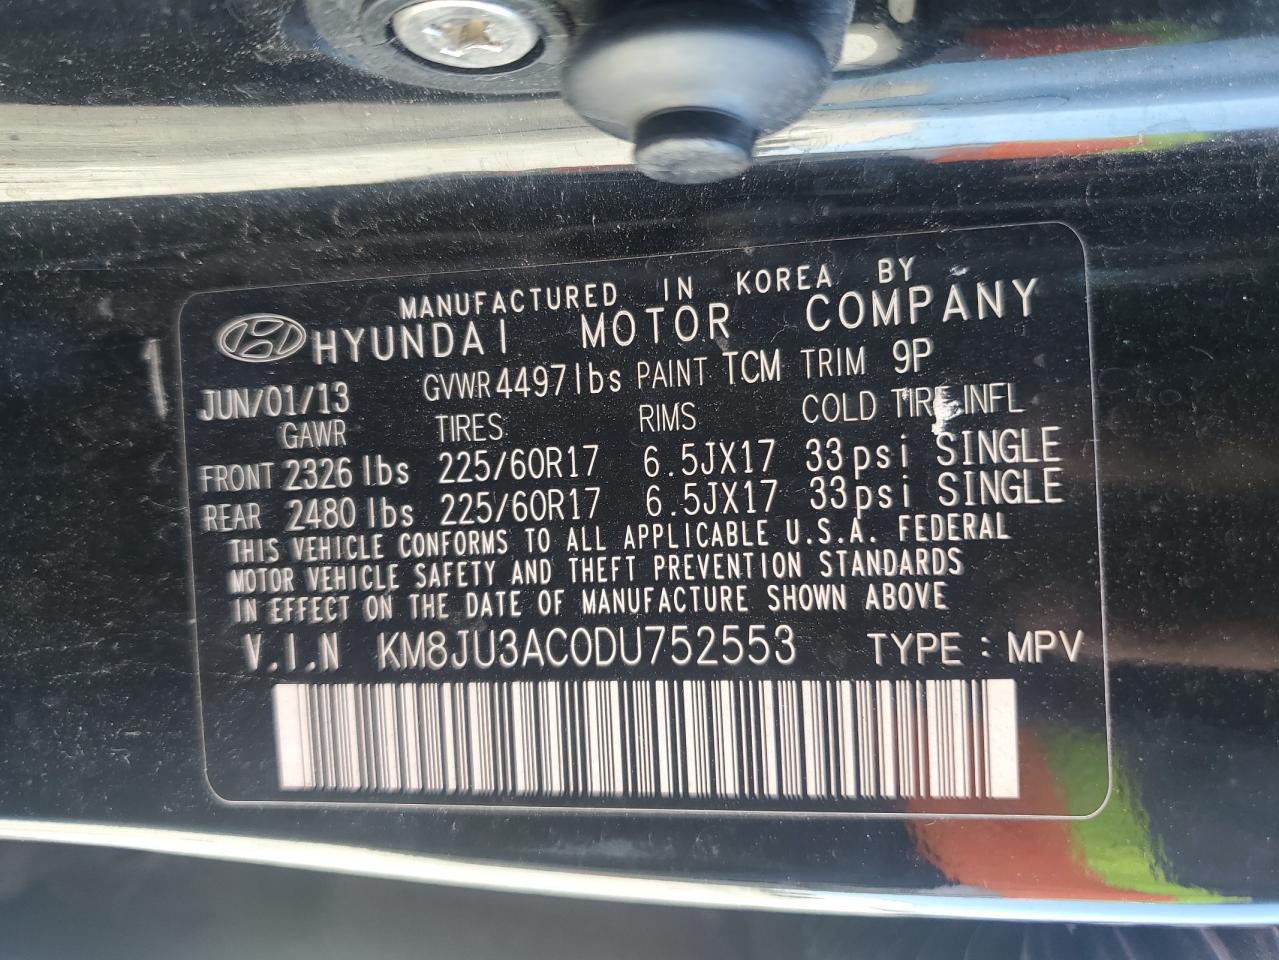 MANUFACTURED IN KOREA BY
HYUNDAI MOTOR COMPANY
JUN/01/13 GVWR 4497lbs PAINT TCM TRIM 9P
GAWR TIRES RIMS COLD TIRE INFL
FRONT 2326 lbs 225/60R17 6.5JX17 33psi SINGLE
REAR 2480 lbs 225/60R17 6.5JX17 33psi SINGLE
THIS VEHICLE CONFORMS TO ALL APPLICABLE U.S.A. FEDERAL
MOTOR VEHICLE SAFETY AND THEFT PREVENTION STANDARDS
IN EFFECT ON THE DATE OF MANUFACTURE SHOWN ABOVE
V.I.N KM8JU3AC0DU752553 TYPE : MPV
1